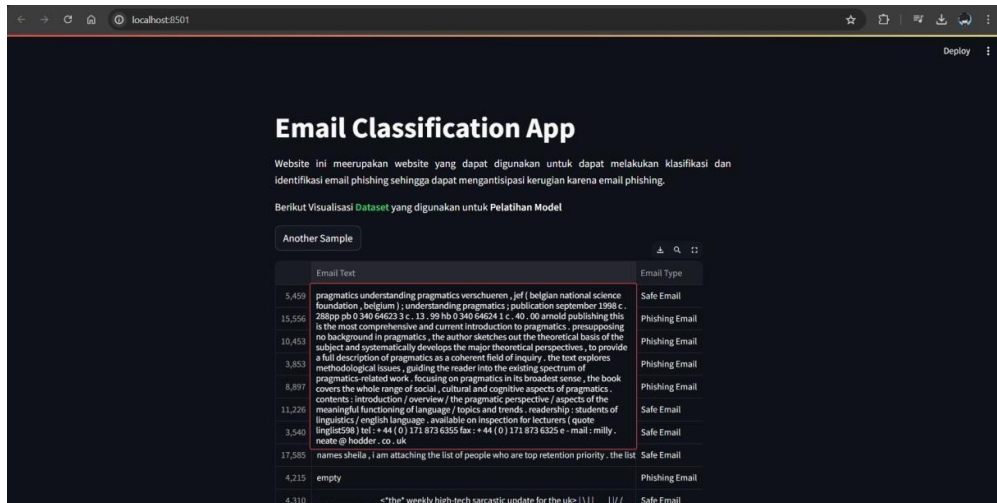 localhost:8501
Deploy
Email Classification App
Website ini meerupakan website yang dapat digunakan untuk dapat melakukan klasifikasi dan
identifikasi email phishing sehingga dapat mengantisipasi kerugian karena email phishing.
Berikut Visualisasi Dataset yang digunakan untuk Pelatihan Model
Another Sample
Email Text Email Type
5,459 Safe Email
pragmatics understanding pragmatics verschueren , jef ( belgian national science
foundation , belgium ) ; understanding pragmatics ; publication september 1998 c .
288pp pb 0 340 64623 3 c . 13 . 99 hb 0 340 64624 1 c . 40 . 00 arnold publishing this
is the most comprehensive and current introduction to pragmatics . presupposing
no background in pragmatics , the author sketches out the theoretical basis of the
subject and systematically develops the major theoretical perspectives , to provide
a full description of pragmatics as a coherent field of inquiry . the text explores
methodological issues , guiding the reader into the existing spectrum of
pragmatics-related work . focusing on pragmatics in its broadest sense , the book
covers the whole range of social , cultural and cognitive aspects of pragmatics .
contents : introduction / overview / the pragmatic perspective / aspects of the
meaningful functioning of language / topics and trends . readership : students of
linguistics / english language . available on inspection for lecturers ( quote
linglist598 ) tel : + 44 ( 0 ) 171 873 6355 fax : + 44 ( 0 ) 171 873 6325 e - mail : milly .
neate @ hodder . co . uk
15,556 Phishing Email
10,453 Phishing Email
3,853 Phishing Email
8,897 Phishing Email
11,226 Safe Email
3,540 Safe Email
17,585 names sheila , i am attaching the list of people who are top retention priority . the list Safe Email
4,215 empty Phishing Email
4,310 <*the* weekly high-tech sarcastic update for the uk> Safe Email